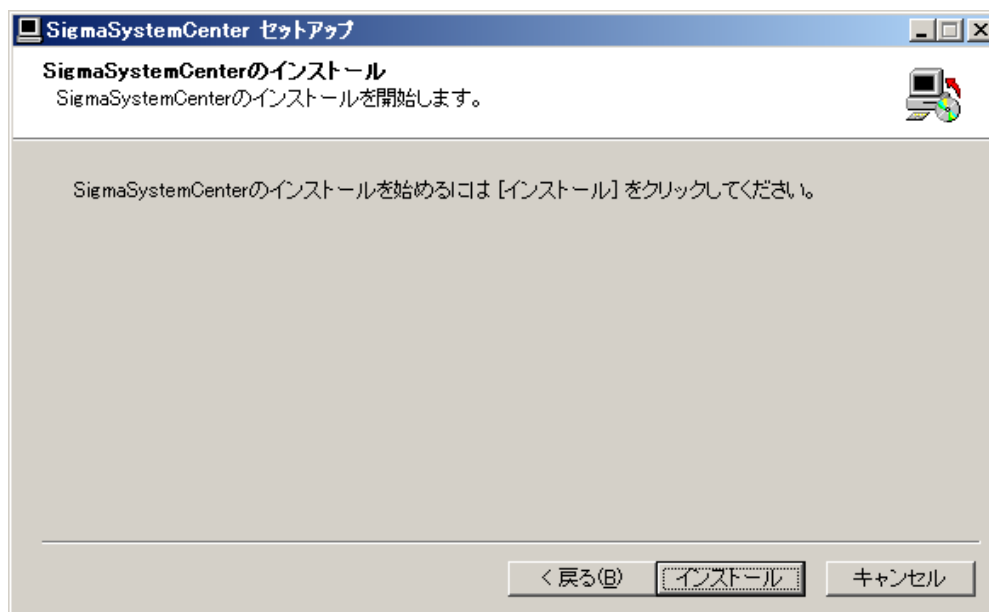 SigmaSystemCenter セットアップ
SigmaSystemCenterのインストール
SigmaSystemCenterのインストールを開始します。
SigmaSystemCenterのインストールを始めるには [インストール] をクリックしてください。
< 戻る(B)
インストール
キャンセル